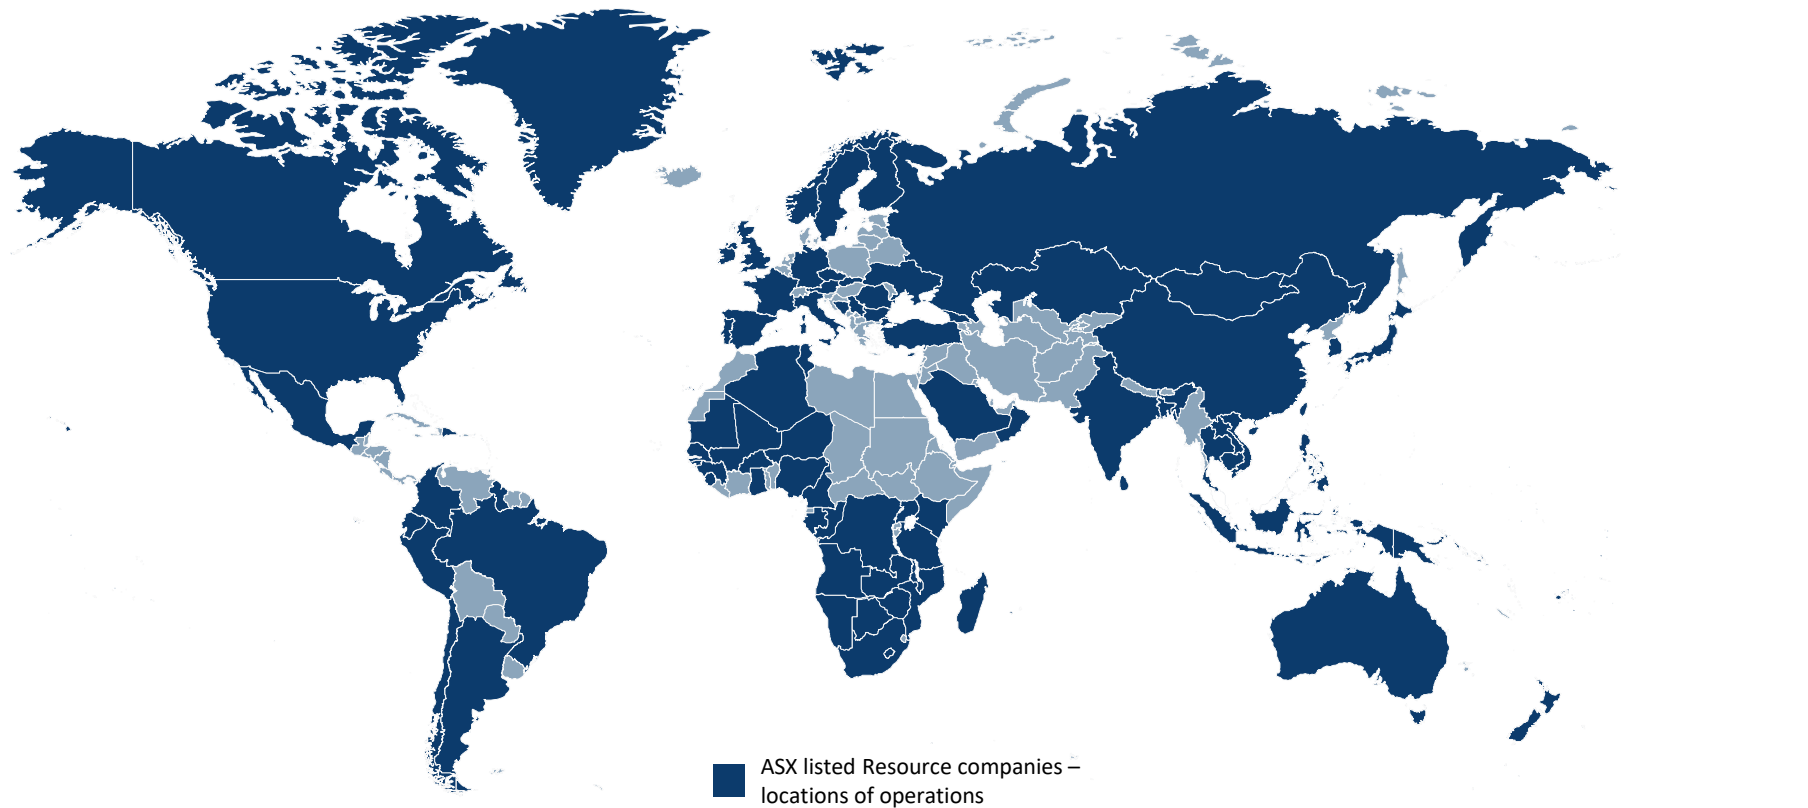 ASX listed Resource companies –
locations of operations